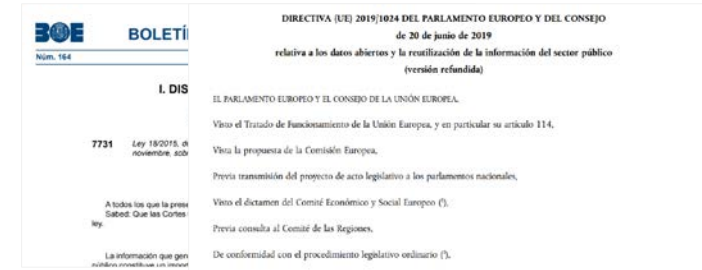 BOE
BOLETÍ
Núm. 164
I. DIS
7731 Ley 18/2015, d
noviembre, sob
A todos los que la prese
Sabed: Que las Cortes
ley.
La información que gen
público constituye un import
DIRECTIVA (UE) 2019/1024 DEL PARLAMENTO EUROPEO Y DEL CONSEJO
de 20 de junio de 2019
relativa a los datos abiertos y la reutilización de la información del sector público
(versión refundida)
EL PARLAMENTO EUROPEO Y EL CONSEJO DE LA UNIÓN EUROPEA,
Visto el Tratado de Funcionamiento de la Unión Europea, y en particular su artículo 114,
Vista la propuesta de la Comisión Europea,
Previa transmisión del proyecto de acto legislativo a los parlamentos nacionales,
Visto el dictamen del Comité Económico y Social Europeo (¹),
Previa consulta al Comité de las Regiones,
De conformidad con el procedimiento legislativo ordinario (²),